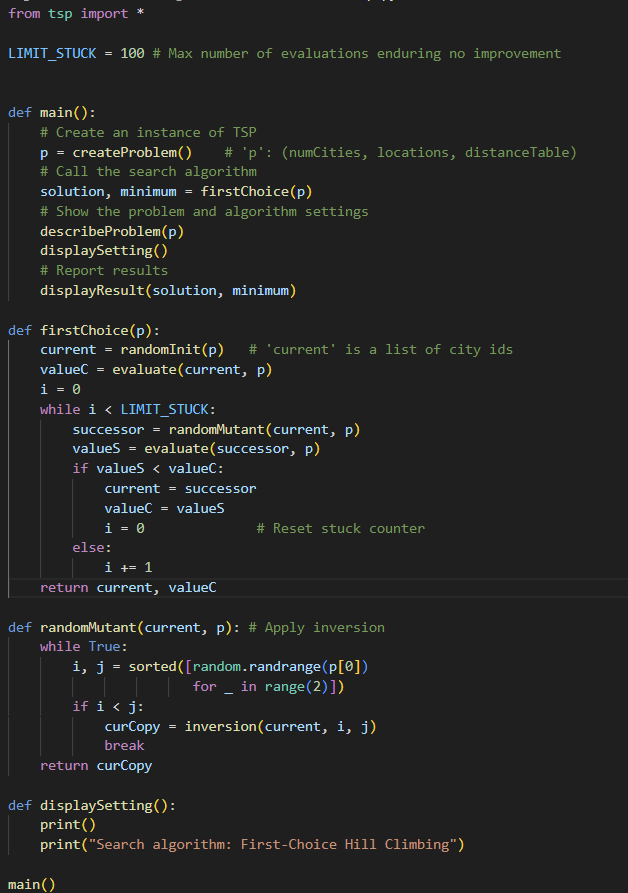 from tsp import *
LIMIT_STUCK = 100 # Max number of evaluations enduring no improvement
def main():
    # Create an instance of TSP
    p = createProblem()    # 'p': (numCities, locations, distanceTable)
    # Call the search algorithm
    solution, minimum = firstChoice(p)
    # Show the problem and algorithm settings
    describeProblem(p)
    displaySetting()
    # Report results
    displayResult(solution, minimum)
def firstChoice(p):
    current = randomInit(p)   # 'current' is a list of city ids
    valueC = evaluate(current, p)
    i = 0
    while i < LIMIT_STUCK:
        successor = randomMutant(current, p)
        valueS = evaluate(successor, p)
        if valueS < valueC:
            current = successor
            valueC = valueS
            i = 0              # Reset stuck counter
        else:
            i += 1
    return current, valueC
def randomMutant(current, p): # Apply inversion
    while True:
        i, j = sorted([random.randrange(p[0])
                       for _ in range(2)])
        if i < j:
            curCopy = inversion(current, i, j)
            break
    return curCopy
def displaySetting():
    print()
    print("Search algorithm: First-Choice Hill Climbing")
main()